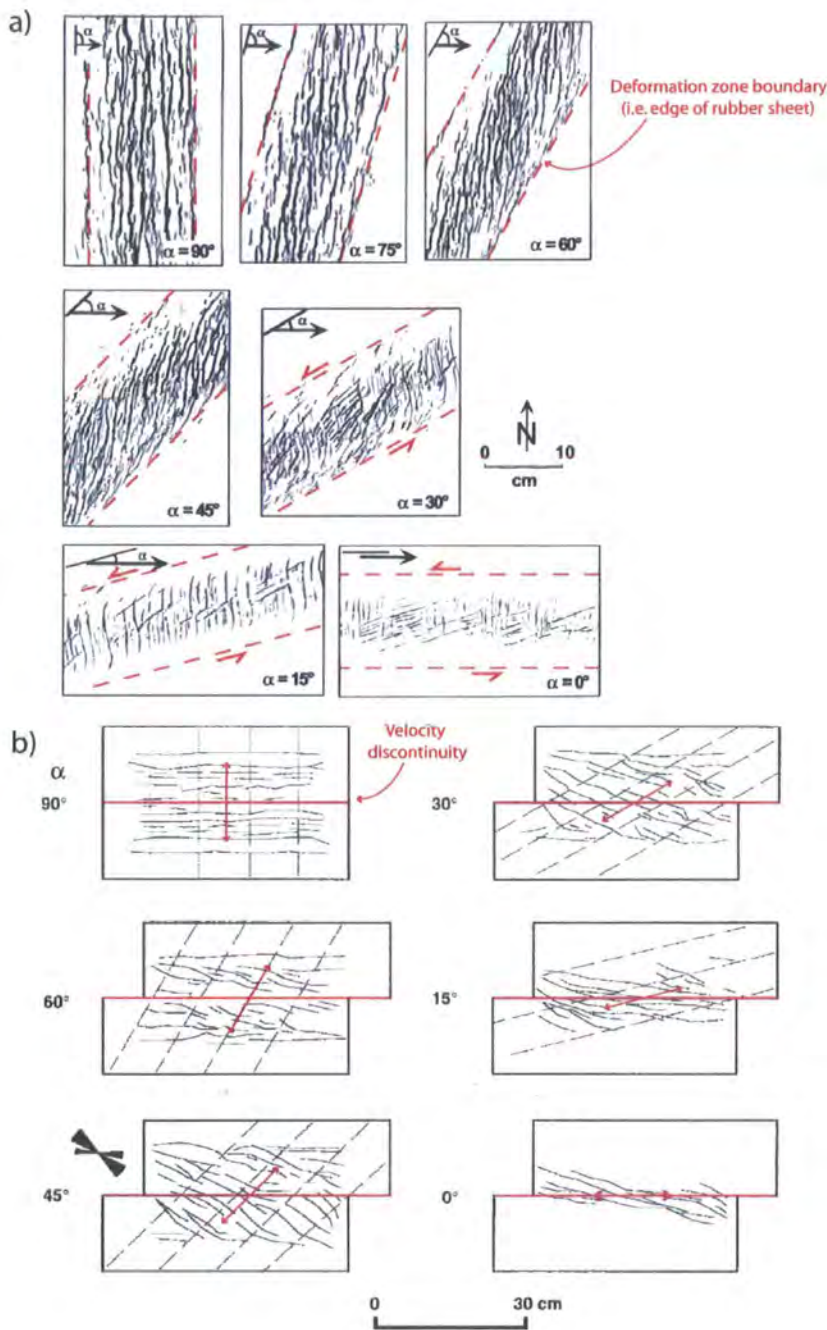 a)
α
α
α
Deformation zone boundary
(i.e. edge of rubber sheet)
α = 90°
α = 75°
α = 60°
α
α
N
0 10
cm
α = 45°
α = 30°
α
α = 15°
α = 0°
b)
Velocity
discontinuity
α
90°
30°
60°
15°
45°
0°
0 30 cm